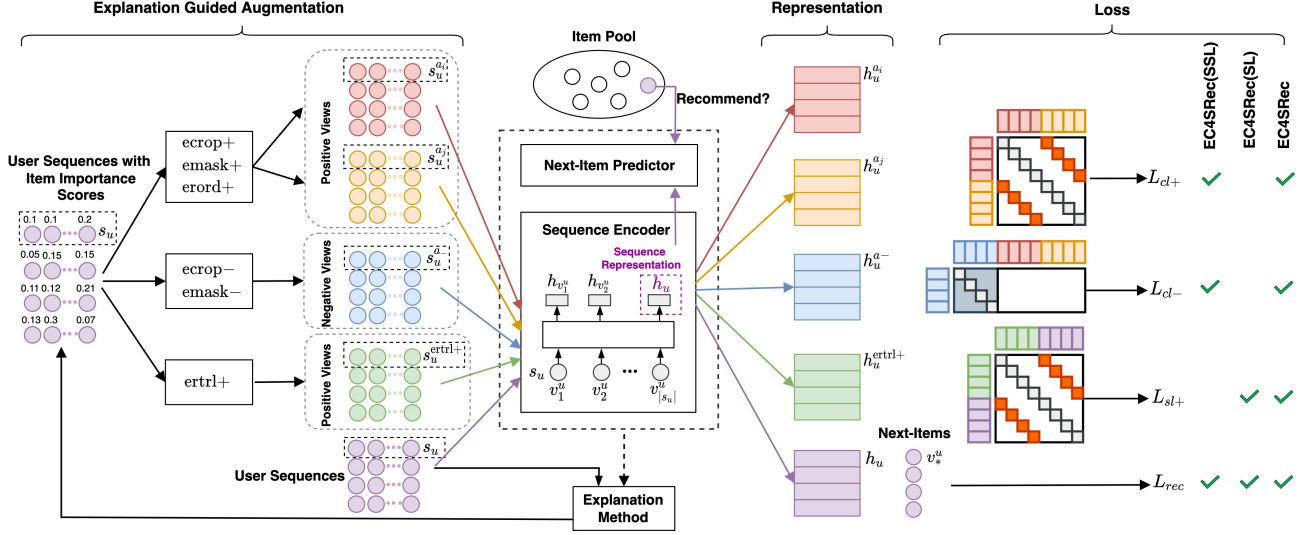 Explanation Guided Augmentation
Representation
Loss
Item Pool
Recommend?
Next-Item Predictor
Sequence Encoder
Sequence
Representation
h_{v_1^u}
h_{v_2^u}
h_u
s_u
v_1^u
v_2^u
•••
v_{|s_u|}^u
User Sequences with
Item Importance
Scores
0.1 0.1 0.2
s_u
0.05 0.15 0.15
0.11 0.12 0.21
0.13 0.3 0.07
ecrop+
emask+
erord+
ecrop−
emask−
ertrl+
Positive Views
s_u^{a_i}
s_u^{a_j}
Negative Views
s_u^{a−}
Positive Views
s_u^{ertrl+}
User Sequences
s_u
Explanation
Method
h_u^{a_i}
h_u^{a_j}
h_u^{a−}
h_u^{ertrl+}
h_u
Next-Items
v_*^u
EC4SRec(SSL)
EC4SRec(SL)
EC4SRec
L_{cl+}
L_{cl−}
L_{sl+}
L_{rec}